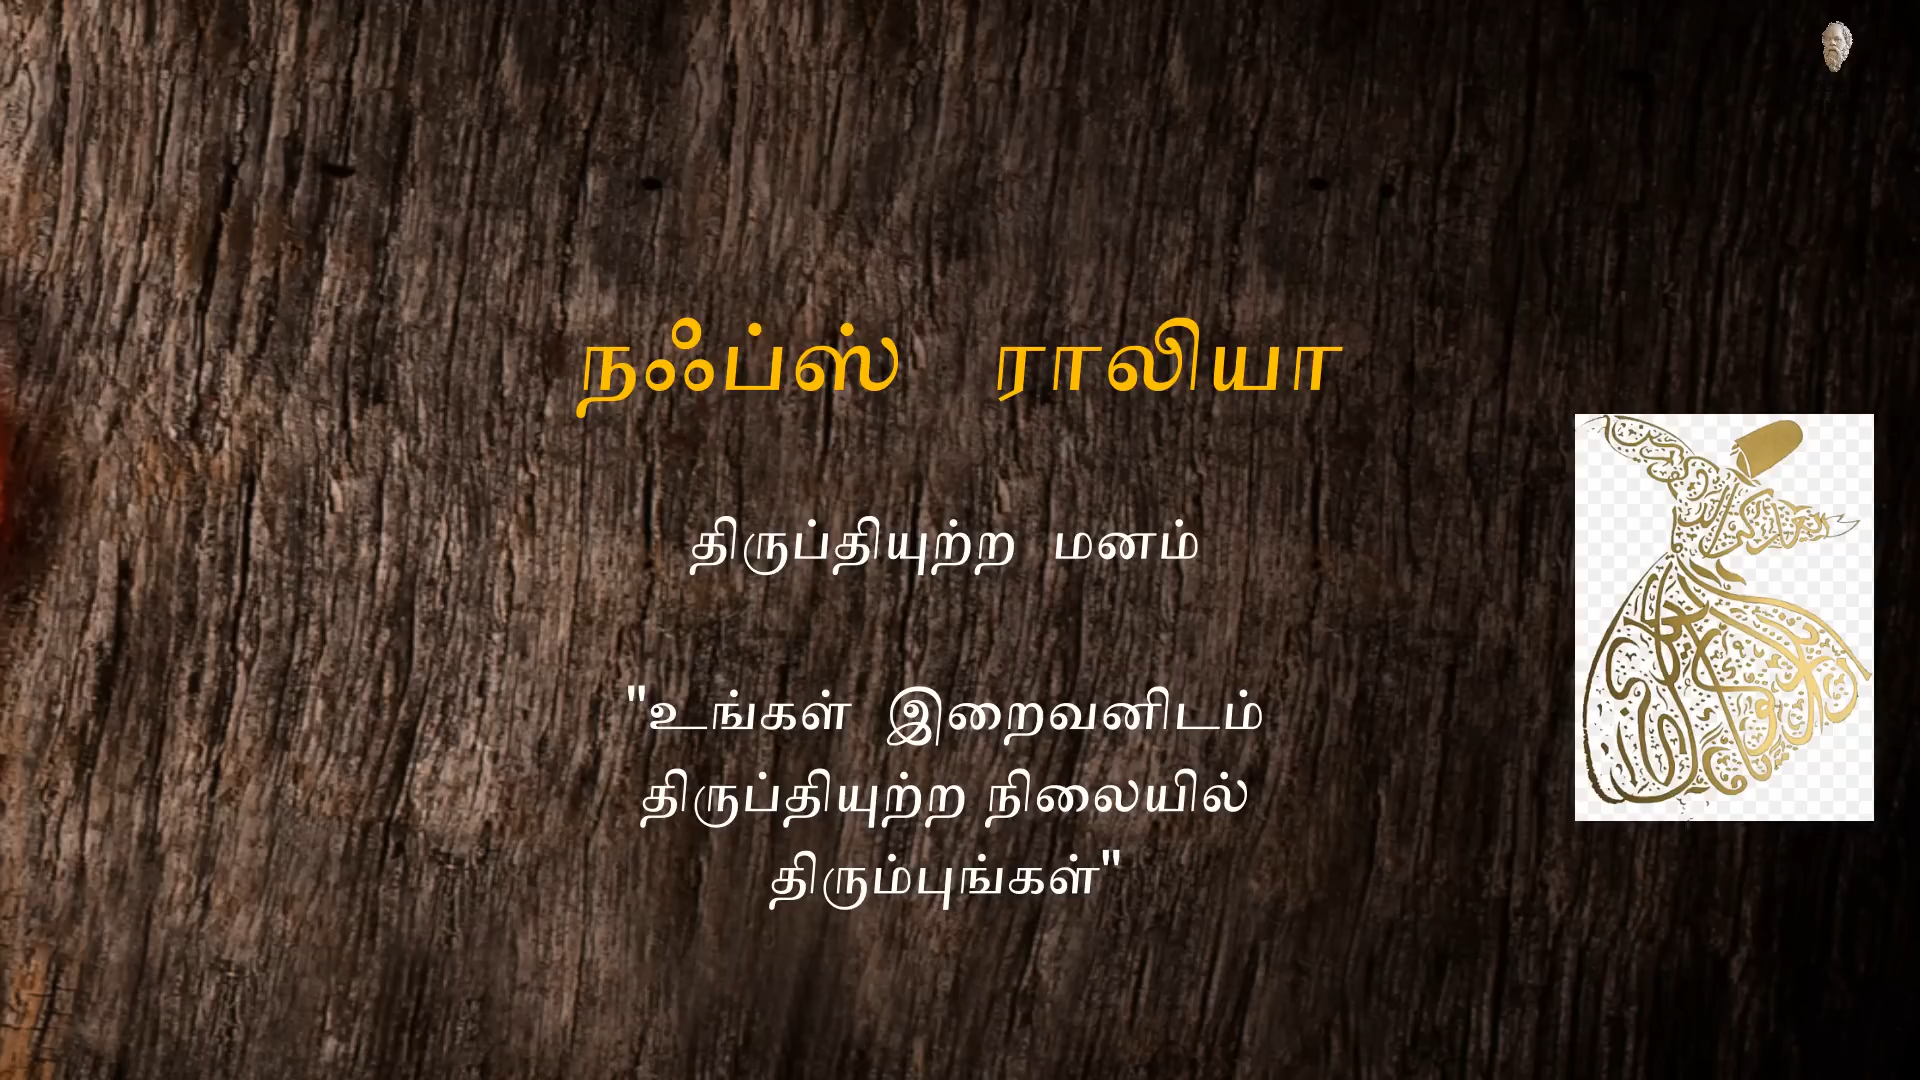 நஃப்ஸ் ராலியா
திருப்தியுற்ற மனம்
"உங்கள் இறைவனிடம்
திருப்தியுற்ற நிலையில்
திரும்புங்கள்"